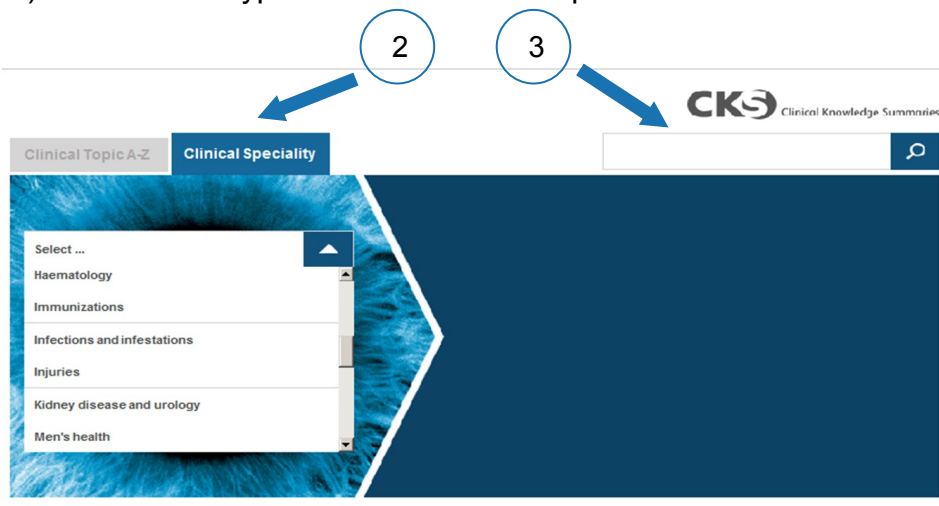 2 3
CKS Clinical Knowledge Summaries
Clinical Topic A-Z Clinical Speciality
Select ...
Haematology
Immunizations
Infections and infestations
Injuries
Kidney disease and urology
Men's health